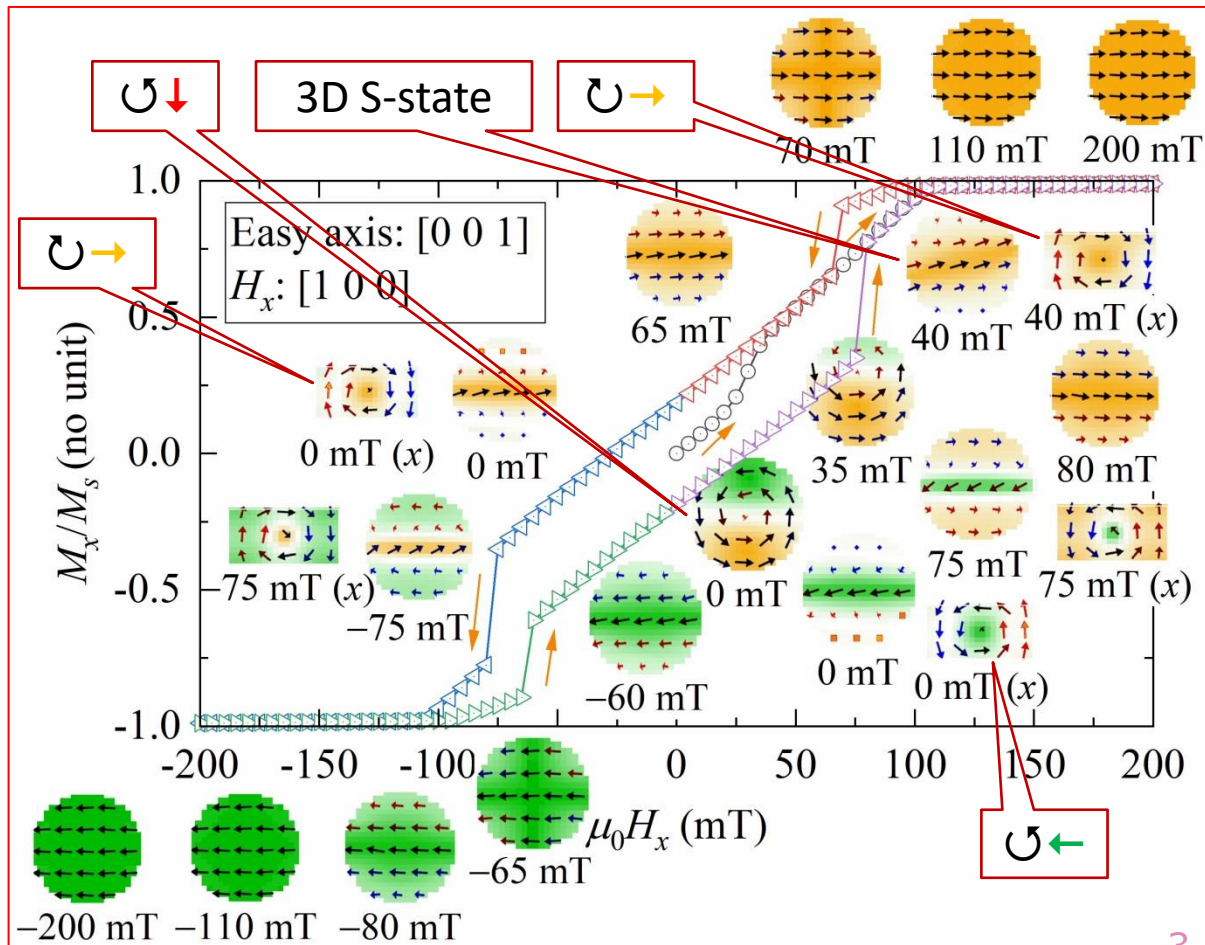 ↺ ↓
3D S-state
↻ →
70 mT
110 mT
200 mT
↻ →
Easy axis: [0 0 1]
Hₓ: [1 0 0]
65 mT
40 mT
40 mT (x)
0 mT (x)
0 mT
35 mT
80 mT
−75 mT (x)
−75 mT
−60 mT
0 mT
75 mT
75 mT (x)
0 mT
0 mT (x)
1.0
0.5
0.0
-0.5
-1.0
Mₓ/Mₛ (no unit)
-200
-150
-100
-50
0
50
100
150
200
μ₀Hₓ (mT)
−65 mT
↺ ←
−200 mT
−110 mT
−80 mT
3